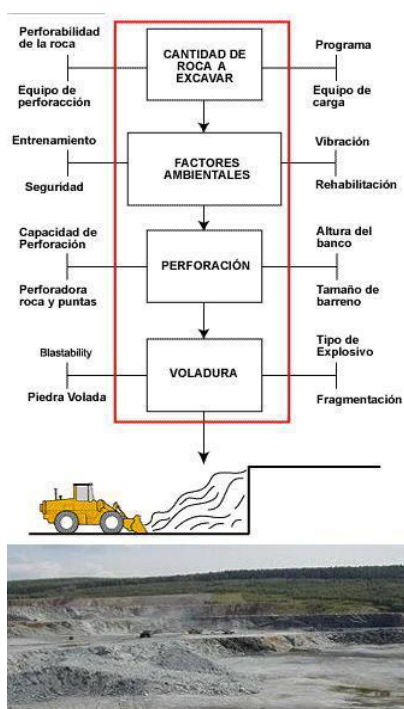 Perforabilidad
de la roca
Equipo de
perforacción
CANTIDAD DE
ROCA A
EXCAVAR
Programa
Equipo de
carga
Entrenamiento
Seguridad
FACTORES
AMBIENTALES
Vibración
Rehabilitación
Capacidad de
Perforación
Perforadora
roca y puntas
PERFORACIÓN
Altura del
banco
Tamaño de
barreno
Blastability
Piedra Volada
VOLADURA
Tipo de
Explosivo
Fragmentación